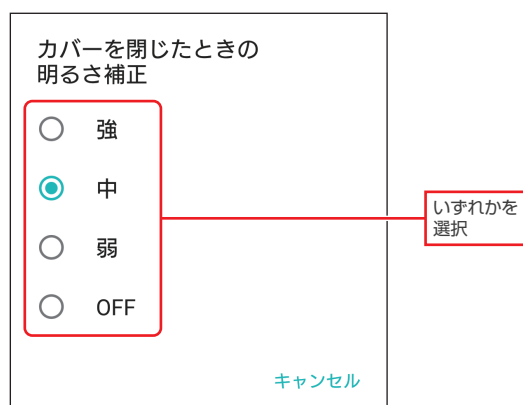 カバーを閉じたときの
明るさ補正
強
中
弱
OFF
いずれかを
選択
キャンセル